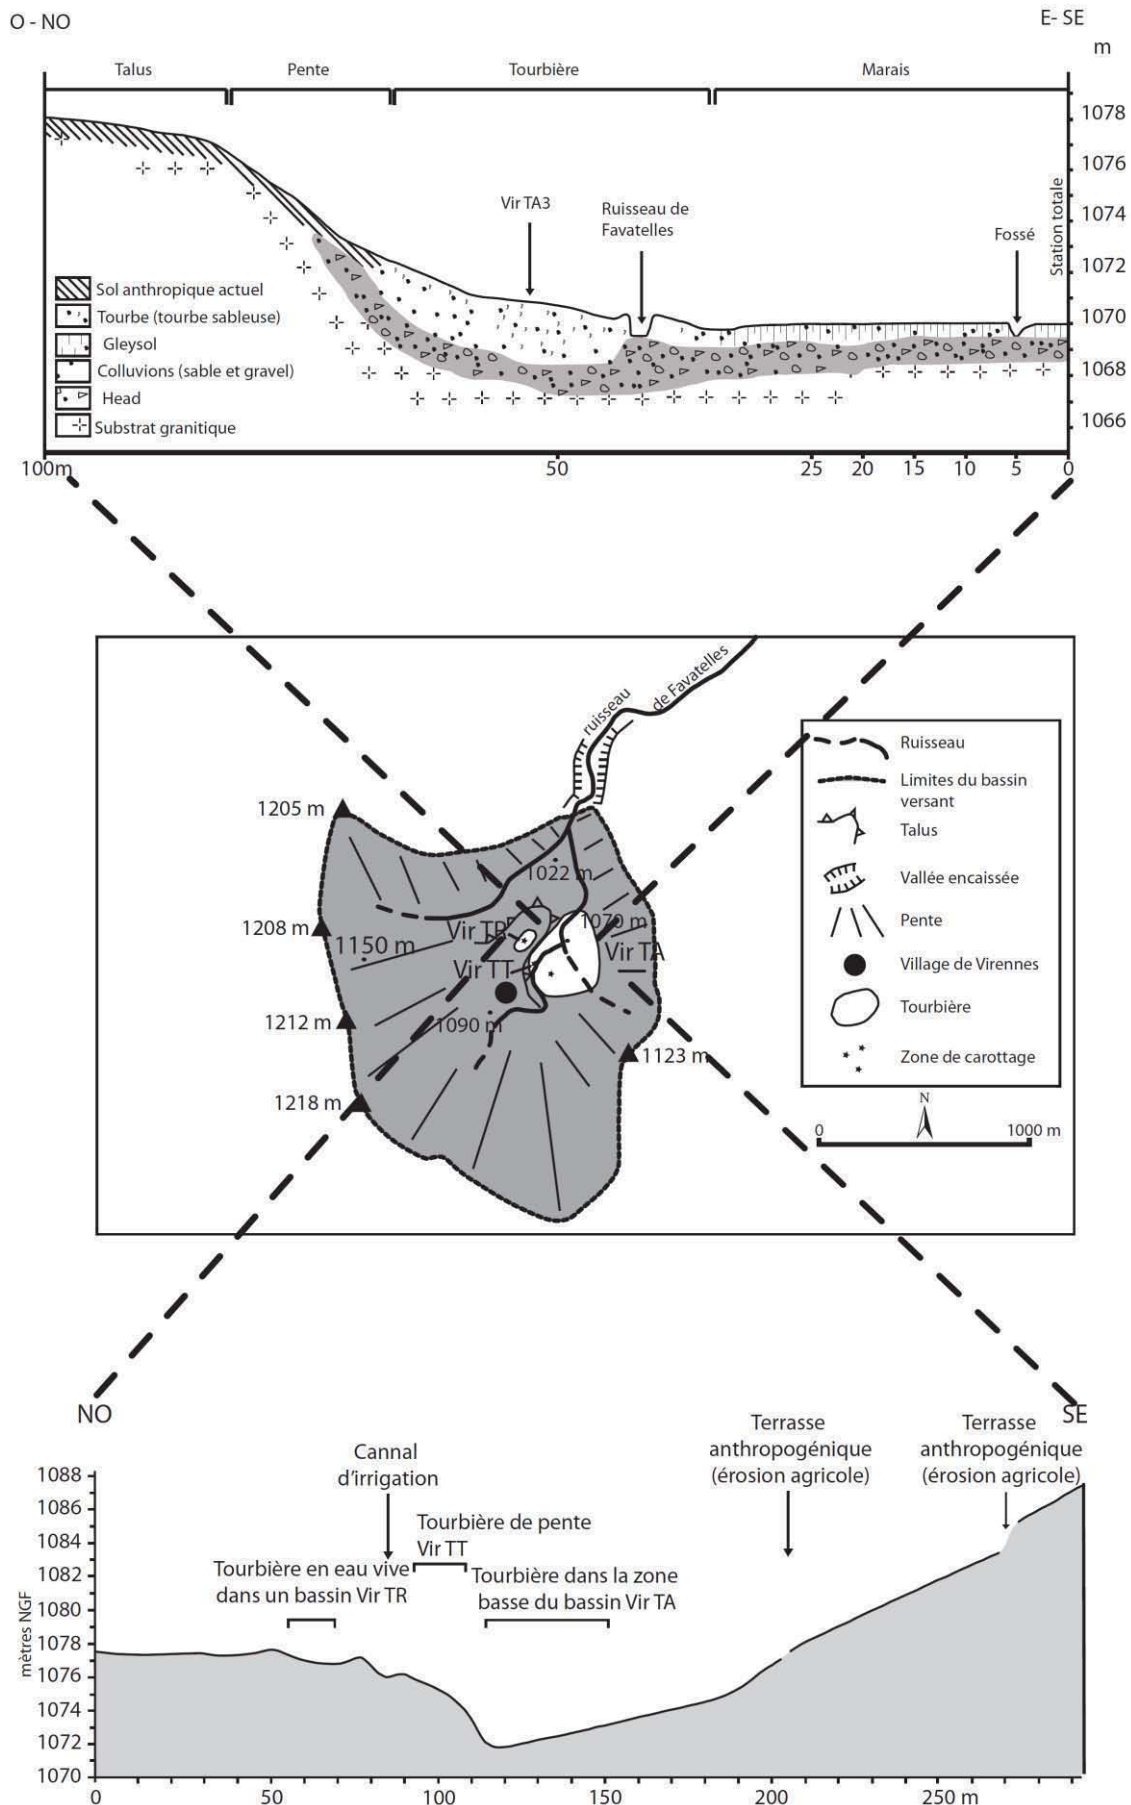 O - NO
E- SE
m
Talus
Pente
Tourbière
Marais
1078
1076
1074
1072
1070
1068
1066
Station totale
Vir TA3
Ruisseau de
Favatelles
Fossé
Sol anthropique actuel
Tourbe (tourbe sableuse)
Gleysol
Colluvions (sable et gravel)
Head
Substrat granitique
100m
50
25
20
15
10
5
0
ruisseau
de Favatelles
1205 m
1022 m
1208 m
1150 m
Vir TR
1070 m
Vir TT
Vir TA
1212 m
1090 m
1123 m
1218 m
Ruisseau
Limites du bassin
versant
Talus
Vallée encaissée
Pente
Village de Virennes
Tourbière
Zone de carottage
N
0
1000 m
NO
SE
Cannal
d'irrigation
Terrasse
anthropogénique
(érosion agricole)
Terrasse
anthropogénique
(érosion agricole)
Tourbière de pente
Vir TT
Tourbière en eau vive
dans un bassin Vir TR
Tourbière dans la zone
basse du bassin Vir TA
mètres NGF
1088
1086
1084
1082
1080
1078
1076
1074
1072
1070
0
50
100
150
200
250 m